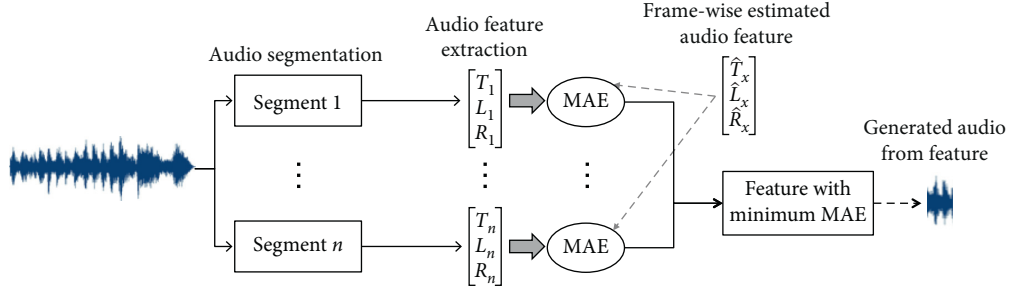 Audio segmentation
Audio feature
extraction
Frame-wise estimated
audio feature
Segment 1
T₁
L₁
R₁
MAE
T̂ₓ
L̂ₓ
R̂ₓ
⋮ ⋮ ⋮
Generated audio
from feature
Feature with
minimum MAE
Segment n
Tₙ
Lₙ
Rₙ
MAE